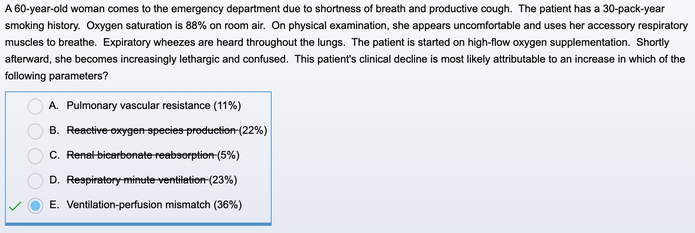 A 60-year-old woman comes to the emergency department due to shortness of breath and productive cough. The patient has a 30-pack-year
smoking history. Oxygen saturation is 88% on room air. On physical examination, she appears uncomfortable and uses her accessory respiratory
muscles to breathe. Expiratory wheezes are heard throughout the lungs. The patient is started on high-flow oxygen supplementation. Shortly
afterward, she becomes increasingly lethargic and confused. This patient's clinical decline is most likely attributable to an increase in which of the
following parameters?
A. Pulmonary vascular resistance (11%)
B. Reactive oxygen species production (22%)
C. Renal bicarbonate reabsorption (5%)
D. Respiratory minute ventilation (23%)
E. Ventilation-perfusion mismatch (36%)